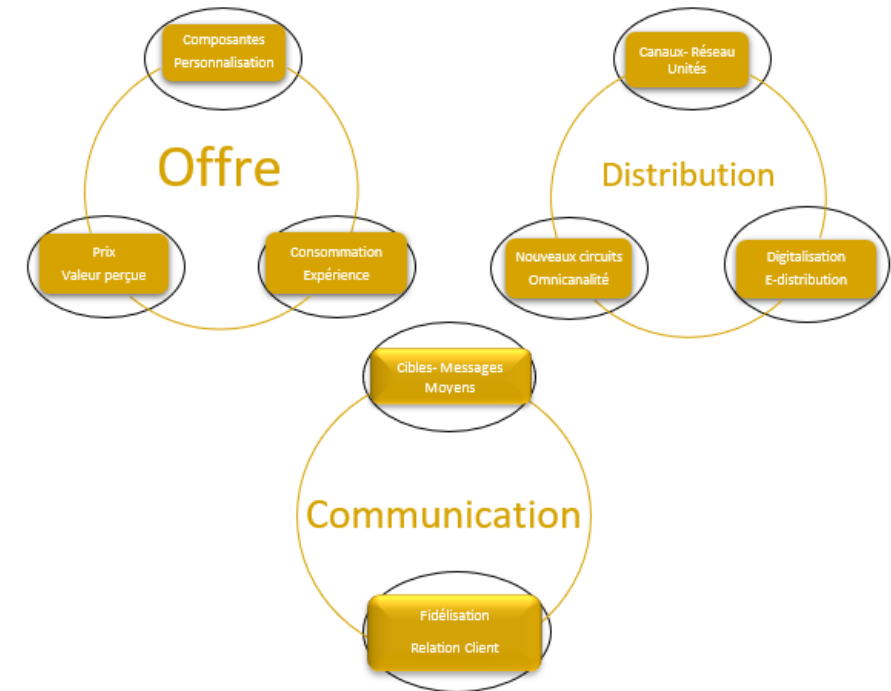 Composantes
Personnalisation
Offre
Prix
Valeur perçue
Consommation
Expérience
Canaux- Réseau
Unités
Distribution
Nouveaux circuits
Omnicanalité
Digitalisation
E-distribution
Cibles- Messages
Moyens
Communication
Fidélisation
Relation Client